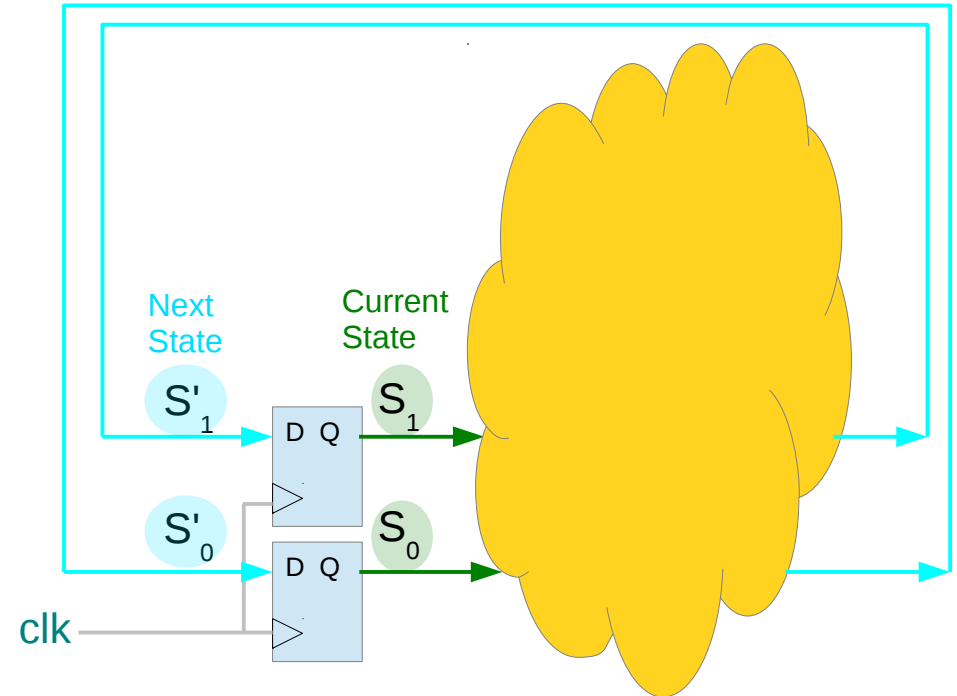 Next
State
Current
State
S'1
S1
D Q
S'0
S0
D Q
clk